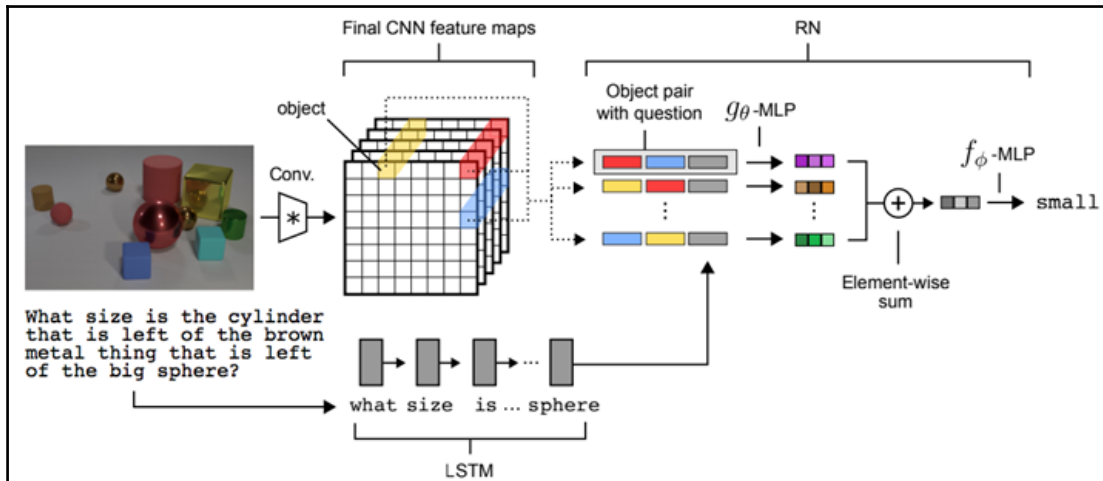 Final CNN feature maps
RN
object
Object pair
with question
gθ-MLP
fϕ-MLP
Conv.
*
+
small
...
Element-wise
sum
What size is the cylinder
that is left of the brown
metal thing that is left
of the big sphere?
...
what size is ... sphere
LSTM